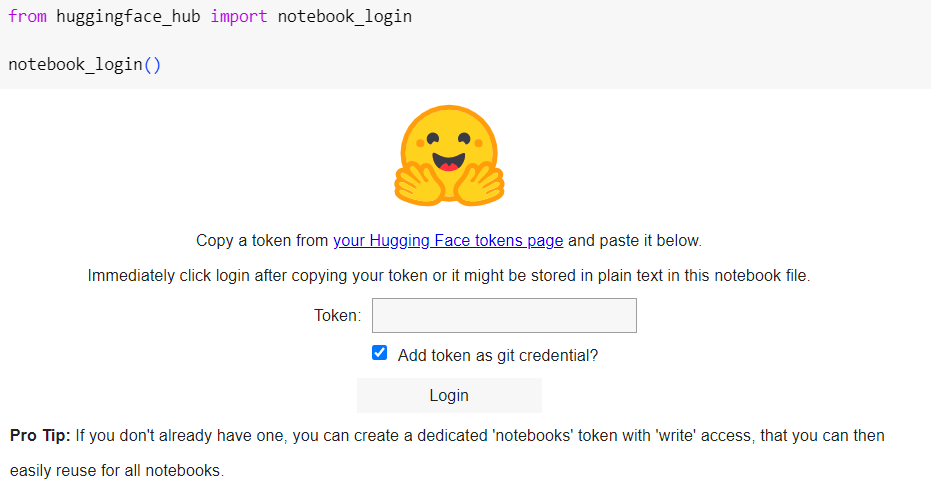 from huggingface_hub import notebook_login
notebook_login()
Copy a token from your Hugging Face tokens page and paste it below.
Immediately click login after copying your token or it might be stored in plain text in this notebook file.
Token:
Add token as git credential?
Login
Pro Tip: If you don't already have one, you can create a dedicated 'notebooks' token with 'write' access, that you can then
easily reuse for all notebooks.